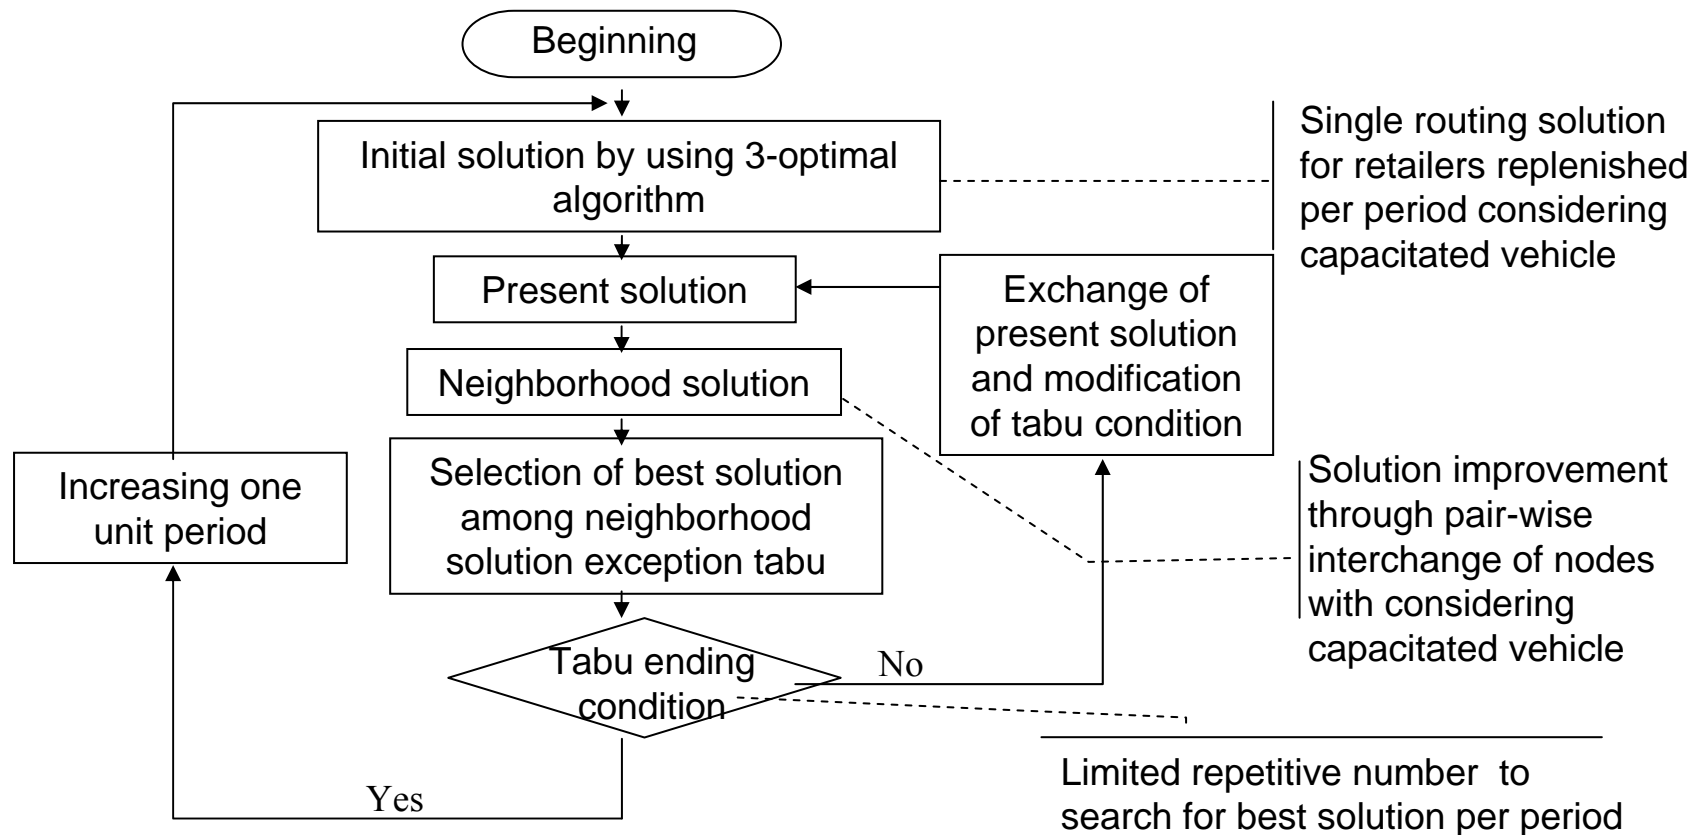 Beginning
Initial solution by using 3-optimal
algorithm
Single routing solution
for retailers replenished
per period considering
capacitated vehicle
Present solution
Exchange of
present solution
and modification
of tabu condition
Neighborhood solution
Increasing one
unit period
Selection of best solution
among neighborhood
solution exception tabu
Solution improvement
through pair-wise
interchange of nodes
with considering
capacitated vehicle
Tabu ending
condition
No
Yes
Limited repetitive number to
search for best solution per period